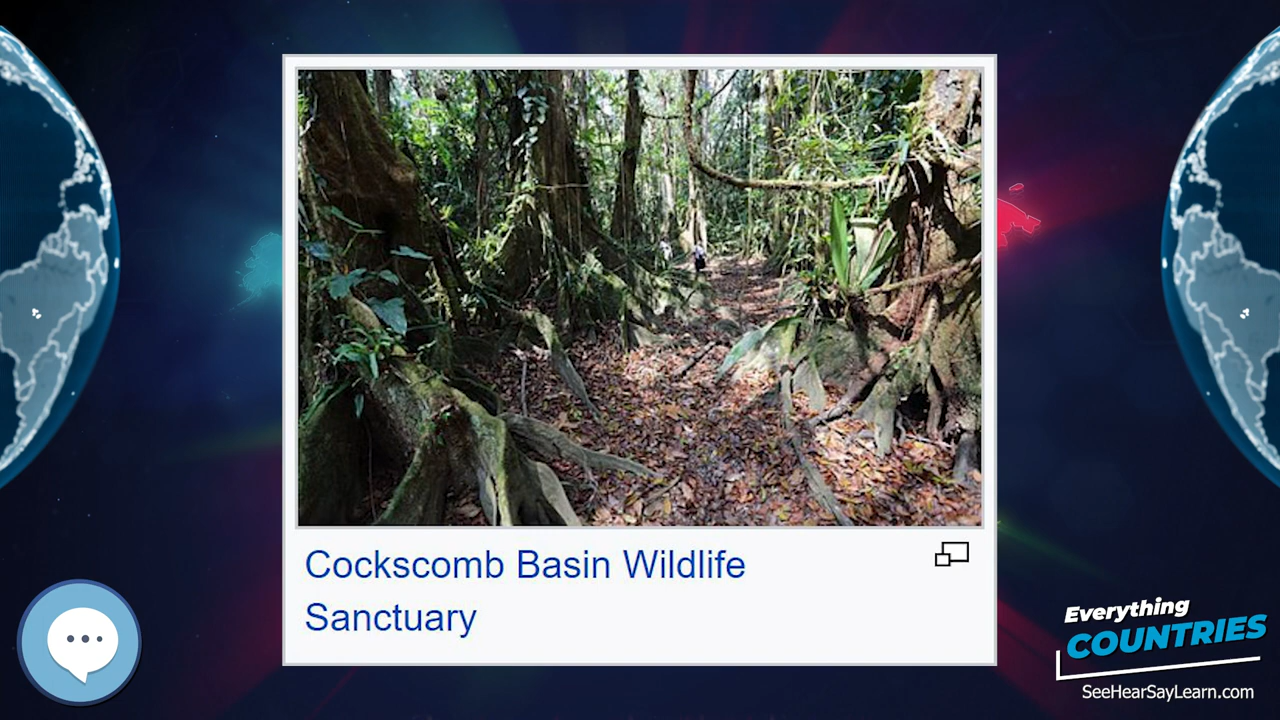 Cockscomb Basin Wildlife
Sanctuary
Everything
COUNTRIES
SeeHearSayLearn.com